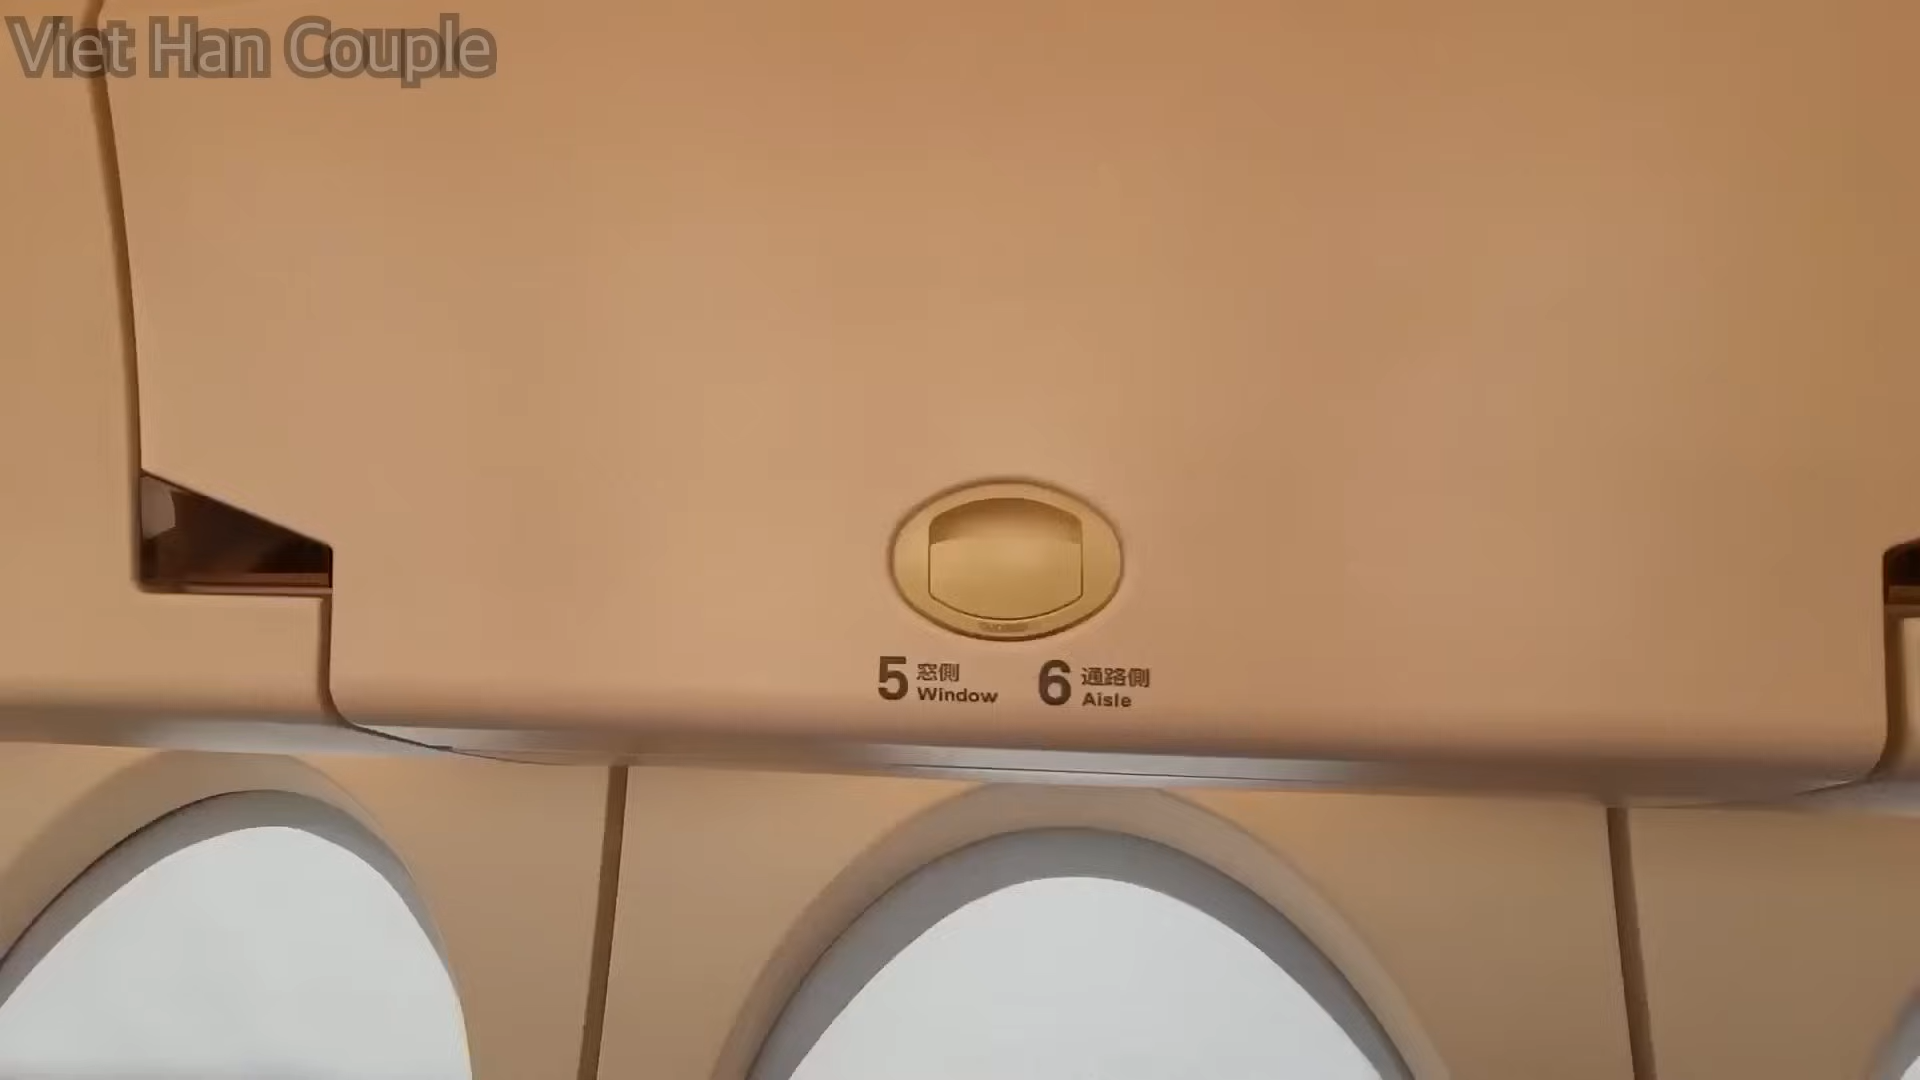 Viet Han Couple
5 窓側 6 通路側
Window Aisle